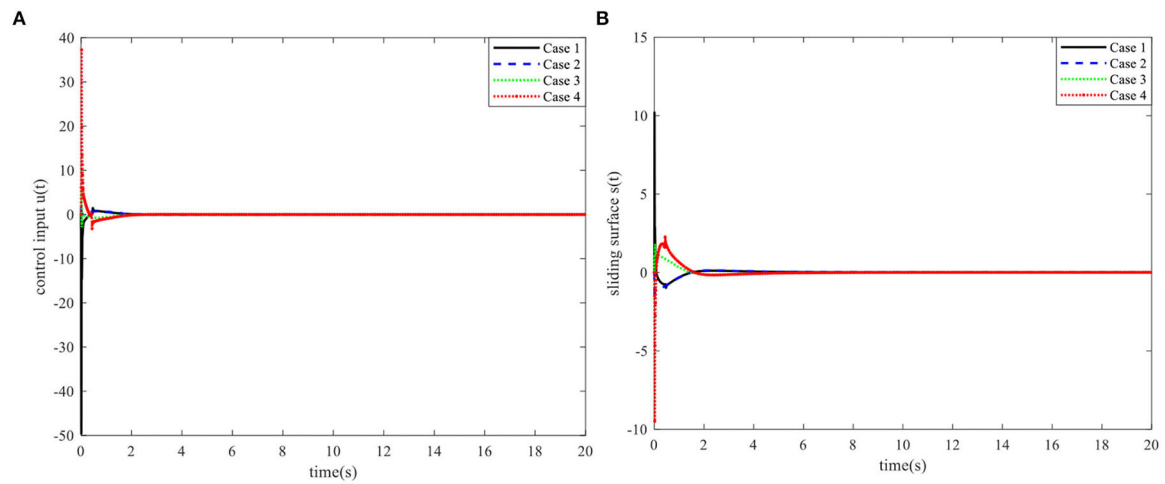 A
40
30
20
10
0
-10
-20
-30
-40
-50
control input u(t)
0 2 4 6 8 10 12 14 16 18 20
time(s)
Case 1
Case 2
Case 3
Case 4
B
15
10
5
0
-5
-10
sliding surface s(t)
0 2 4 6 8 10 12 14 16 18 20
time(s)
Case 1
Case 2
Case 3
Case 4